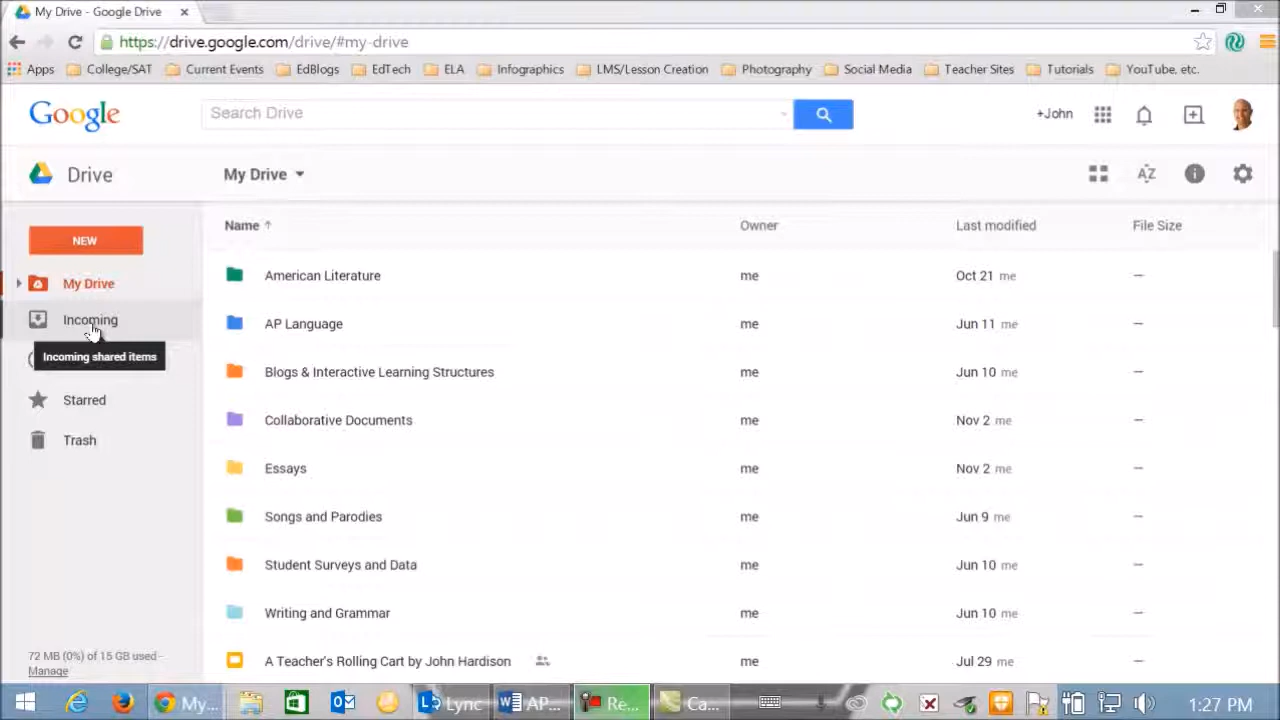 My Drive - Google Drive
https://drive.google.com/drive/#my-drive
Apps College/SAT Current Events EdBlogs EdTech ELA Infographics LMS/Lesson Creation Photography Social Media Teacher Sites Tutorials YouTube, etc.
Google Search Drive +John
Drive My Drive AZ
NEW
Name Owner Last modified File Size
My Drive
Incoming
Incoming shared items
Starred
Trash
American Literature me Oct 21 me —
AP Language me Jun 11 me —
Blogs & Interactive Learning Structures me Jun 10 me —
Collaborative Documents me Nov 2 me —
Essays me Nov 2 me —
Songs and Parodies me Jun 9 me —
Student Surveys and Data me Jun 10 me —
Writing and Grammar me Jun 10 me —
A Teacher's Rolling Cart by John Hardison me Jul 29 me —
72 MB (0%) of 15 GB used
Manage
My... Lync AP... Re... Ca... 1:27 PM